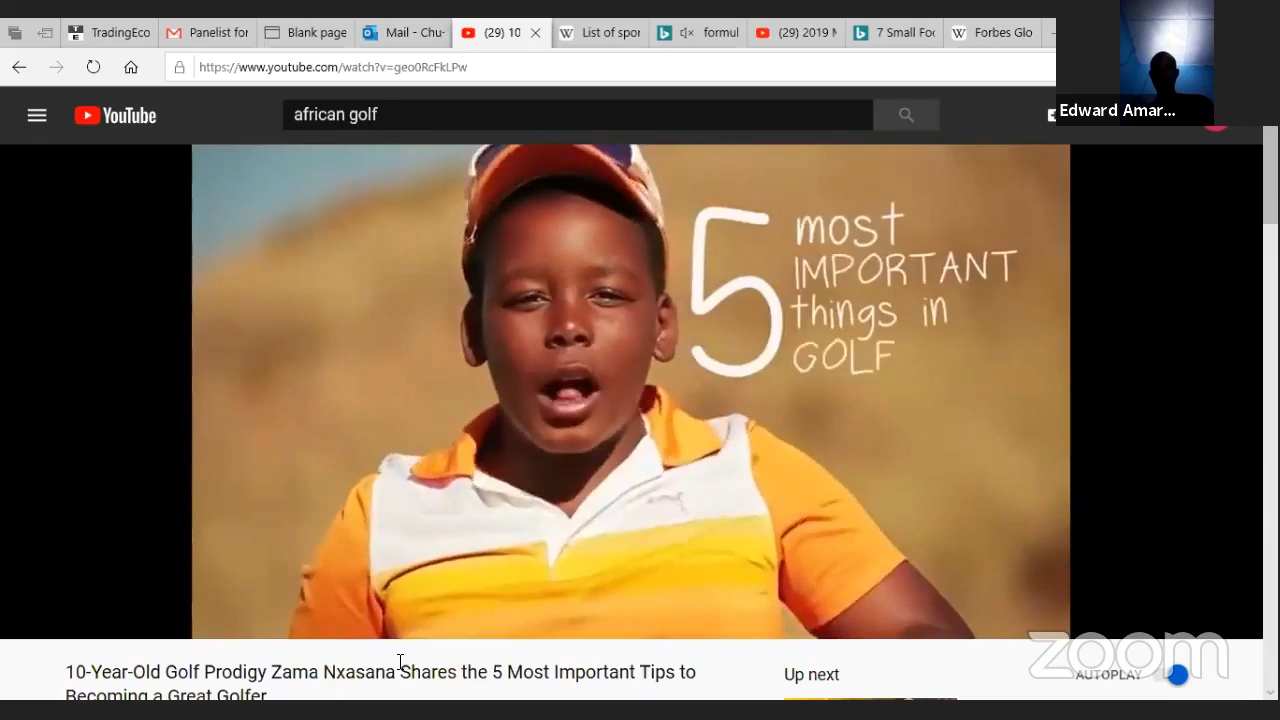 TradingEco
Panelist for
Blank page
Mail - Chu-
(29) 10
List of spor
formul
(29) 2019 M
7 Small Foc
Forbes Glo
https://www.youtube.com/watch?v=geo0RcFkLPw
Edward Amar...
YouTube
african golf
5 most
IMPORTANT
things in
GOLF
10-Year-Old Golf Prodigy Zama Nxasana Shares the 5 Most Important Tips to
Becoming a Great Golfer
Up next
AUTOPLAY
zoom